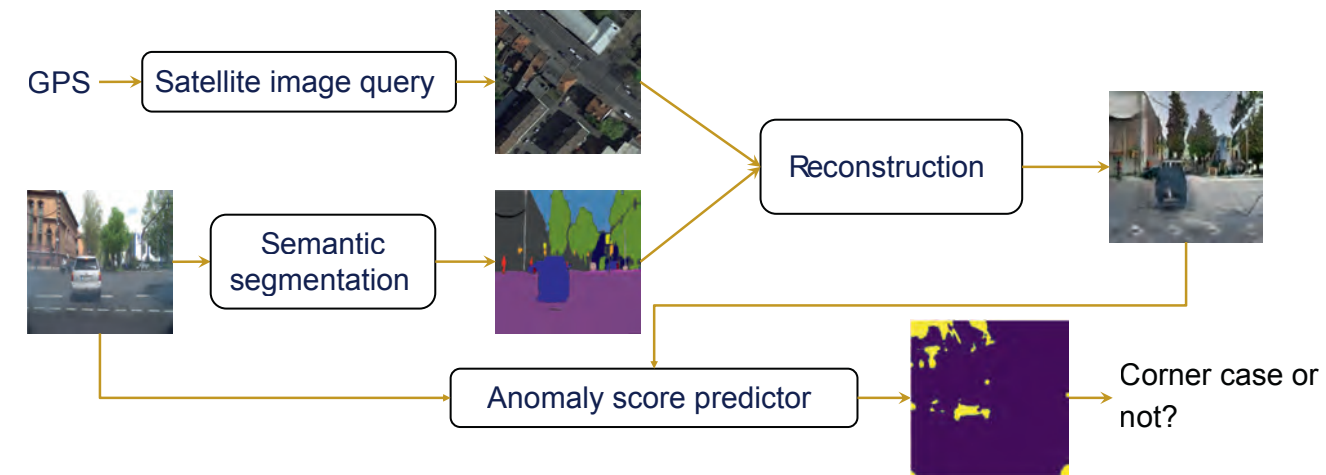 GPS
Satellite image query
Reconstruction
Semantic
segmentation
Anomaly score predictor
Corner case or
not?